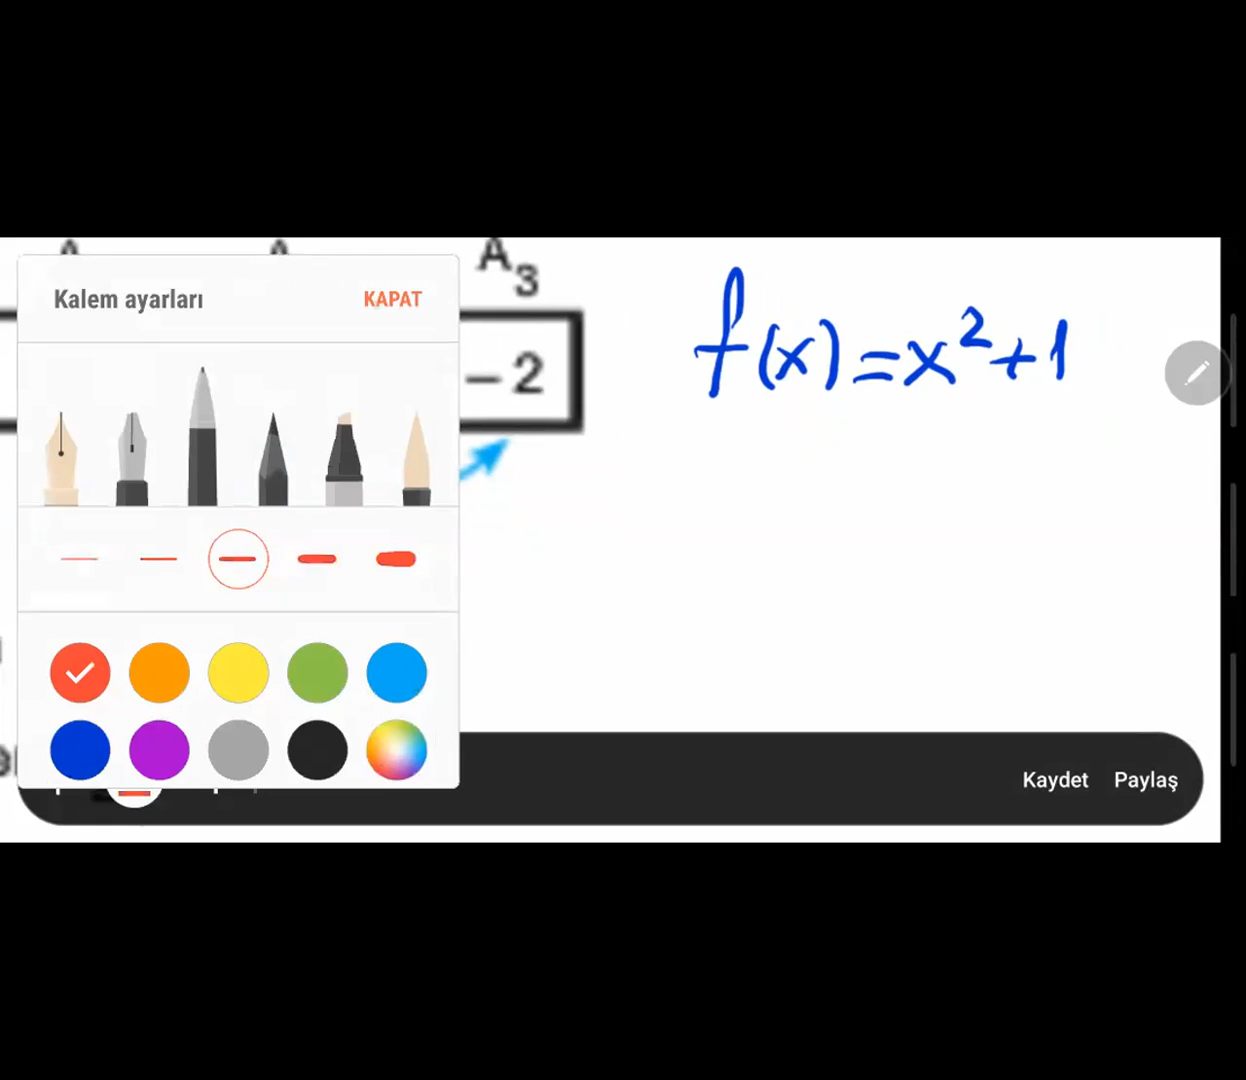 A3
Kalem ayarları
KAPAT
f(x)=x²+1
-2
Kaydet
Paylaş